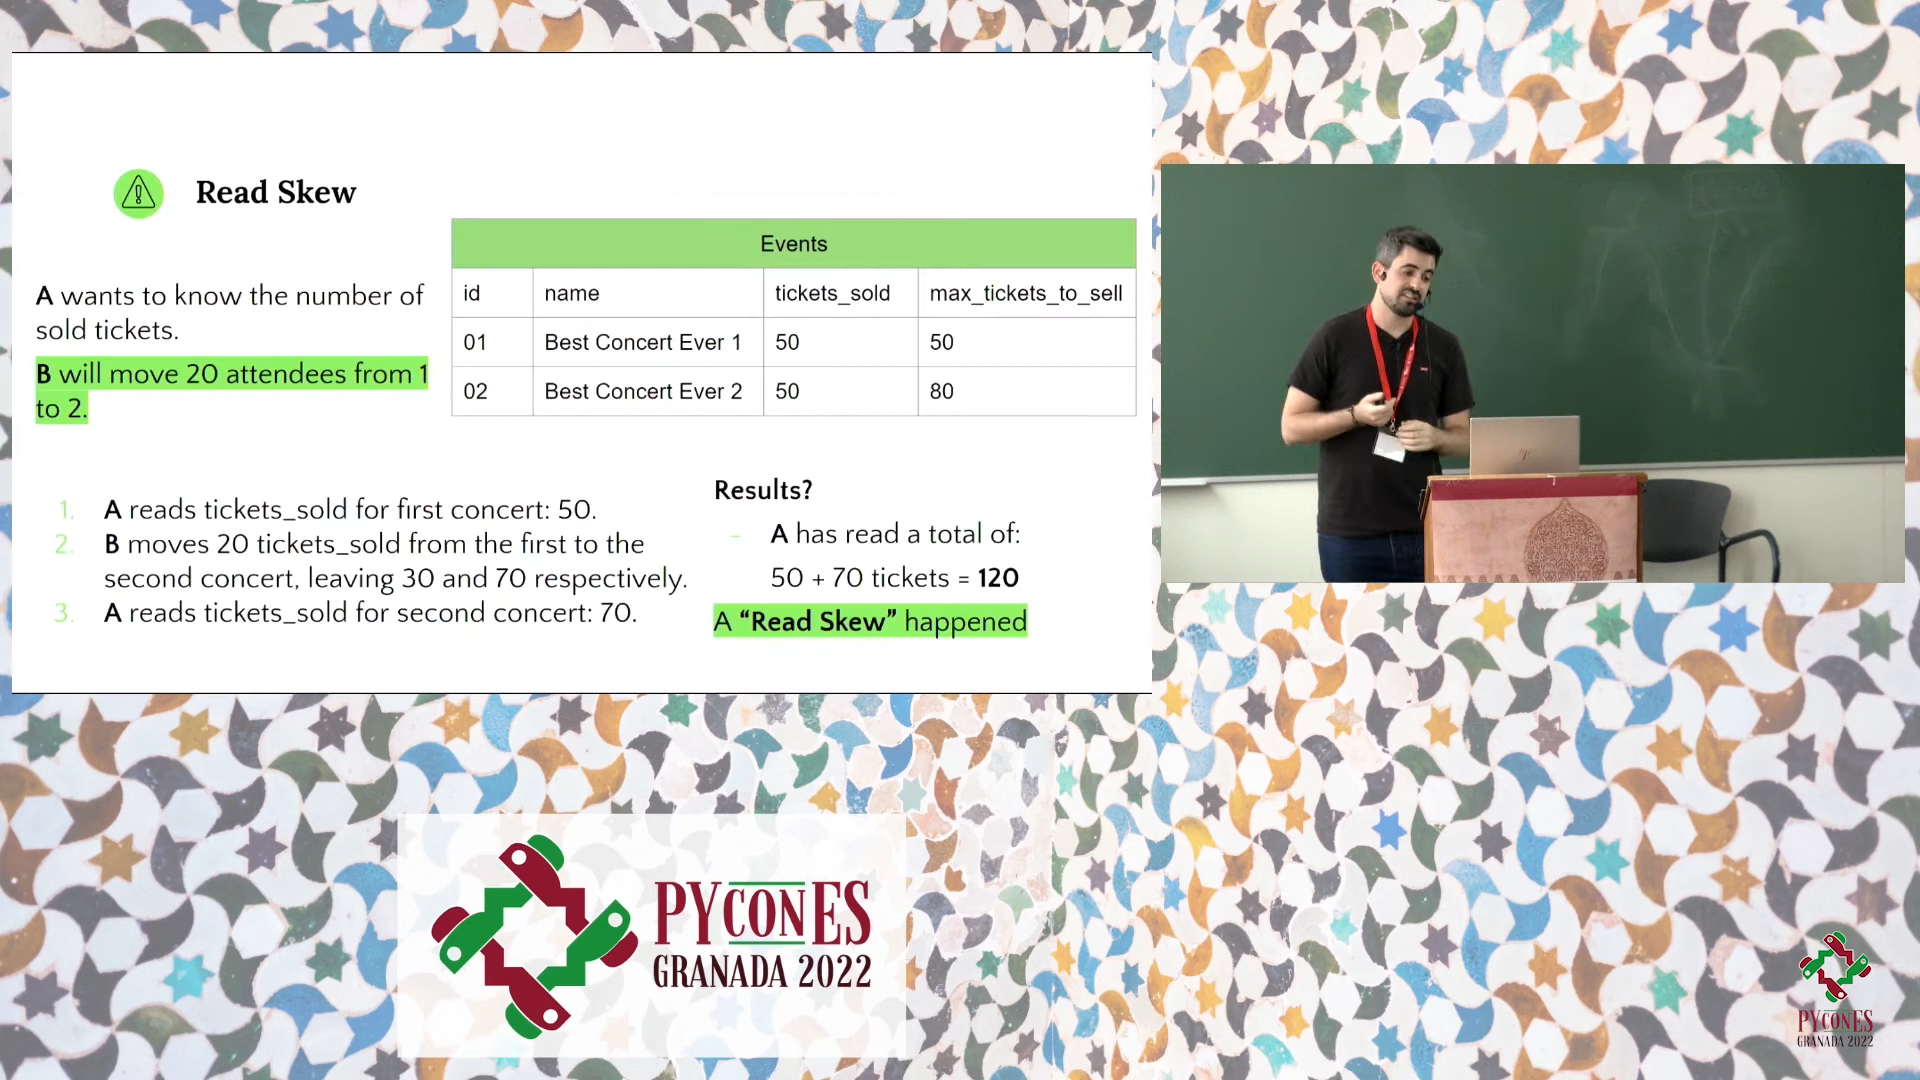 Read Skew
A wants to know the number of
sold tickets.
B will move 20 attendees from 1
to 2.
Events
id name tickets_sold max_tickets_to_sell
01 Best Concert Ever 1 50 50
02 Best Concert Ever 2 50 80
1. A reads tickets_sold for first concert: 50.
2. B moves 20 tickets_sold from the first to the
second concert, leaving 30 and 70 respectively.
3. A reads tickets_sold for second concert: 70.
Results?
- A has read a total of:
50 + 70 tickets = 120
A “Read Skew” happened
PYCONES
GRANADA 2022
PYCONES
GRANADA 2022